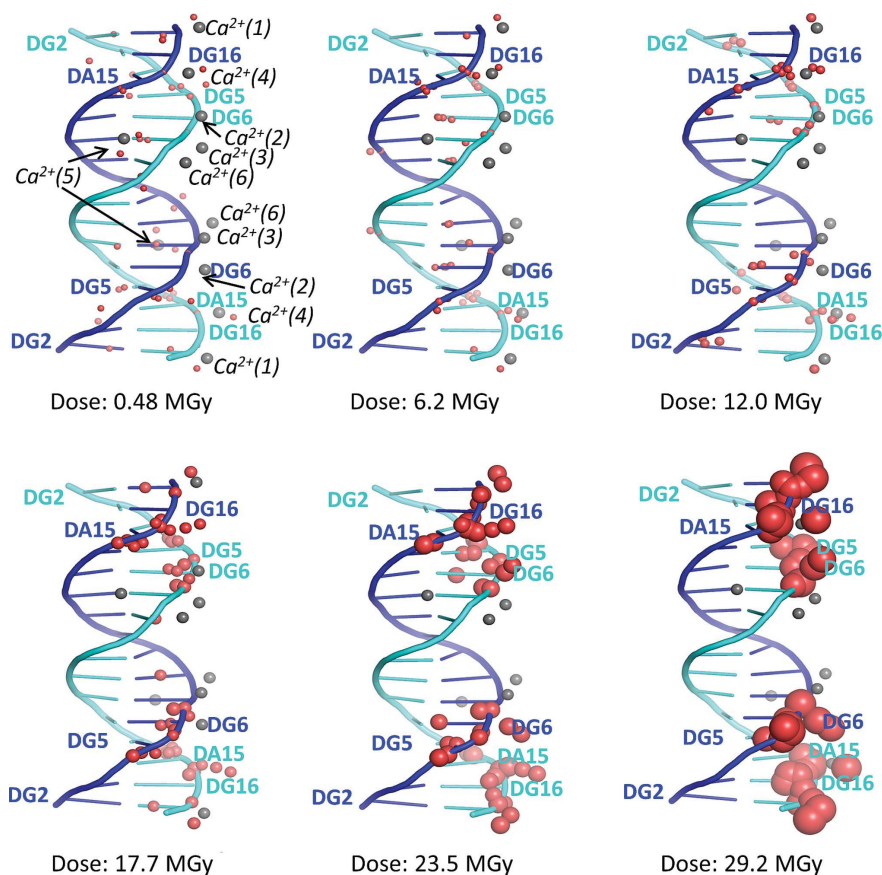 DG2
Ca²⁺(1)
DG16
DA15
Ca²⁺(4)
DG5
DG6
Ca²⁺(2)
Ca²⁺(3)
Ca²⁺(5)
Ca²⁺(6)
Ca²⁺(6)
Ca²⁺(3)
DG6
Ca²⁺(2)
DG5
DA15
Ca²⁺(4)
DG16
DG2
Ca²⁺(1)
Dose: 0.48 MGy
DG2
DG16
DA15
DG5
DG6
DG6
DG5
DA15
DG16
DG2
Dose: 6.2 MGy
DG2
DG16
DA15
DG5
DG6
DG6
DG5
DA15
DG16
DG2
Dose: 12.0 MGy
DG2
DG16
DA15
DG5
DG6
DG6
DG5
DA15
DG16
DG2
Dose: 17.7 MGy
DG2
DG16
DA15
DG5
DG6
DG6
DG5
DA15
DG16
DG2
Dose: 23.5 MGy
DG2
DG16
DA15
DG5
DG6
DG6
DG5
DA15
DG16
DG2
Dose: 29.2 MGy